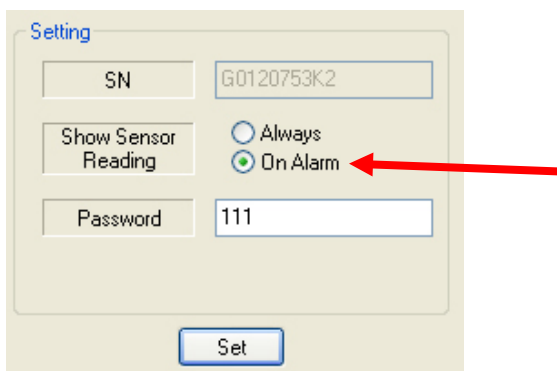 Setting
SN
G0120753K2
Show Sensor
Reading
Always
On Alarm
Password
111
Set